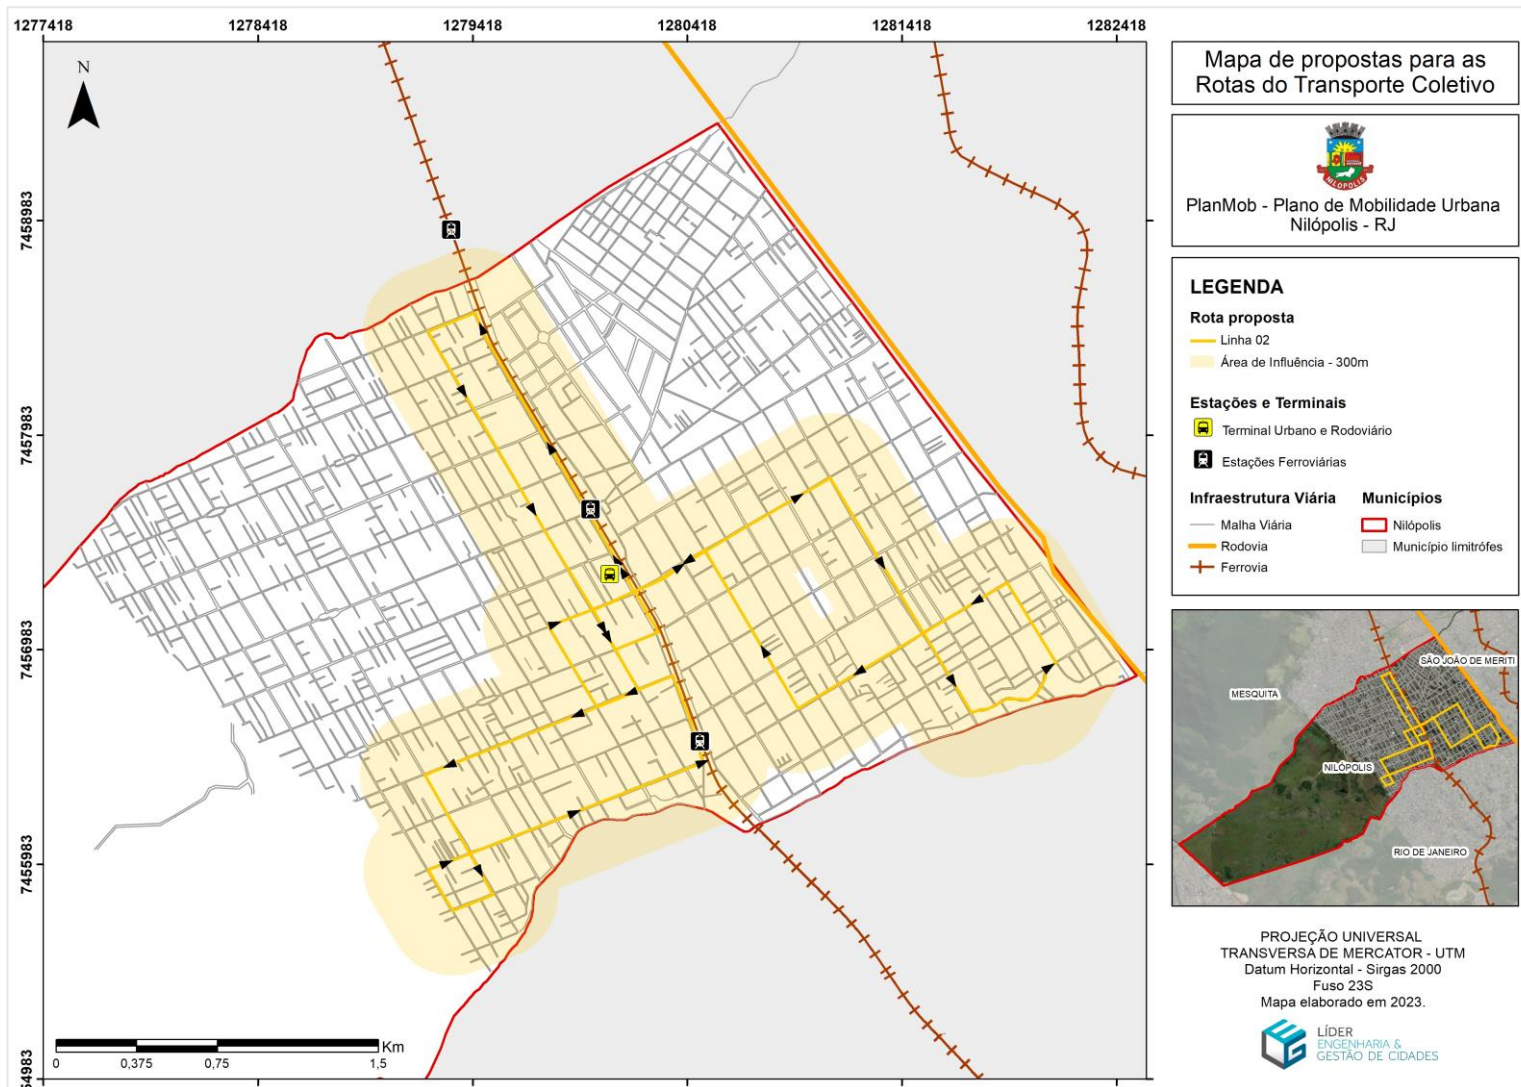 1277418
1278418
1279418
1280418
1281418
1282418
N
7458983
7457983
7456983
7455983
64983
0
0,375
0,75
1,5
Km
Mapa de propostas para as
Rotas do Transporte Coletivo
NILÓPOLIS
PlanMob - Plano de Mobilidade Urbana
Nilópolis - RJ
LEGENDA
Rota proposta
Linha 02
Área de Influência - 300m
Estações e Terminais
Terminal Urbano e Rodoviário
Estações Ferroviárias
Infraestrutura Viária
Malha Viária
Rodovia
Ferrovia
Municípios
Nilópolis
Município limitrófes
SÃO JOÃO DE MERITI
MESQUITA
NILÓPOLIS
RIO DE JANEIRO
PROJEÇÃO UNIVERSAL
TRANSVERSA DE MERCATOR - UTM
Datum Horizontal - Sirgas 2000
Fuso 23S
Mapa elaborado em 2023.
LÍDER
ENGENHARIA &
GESTÃO DE CIDADES